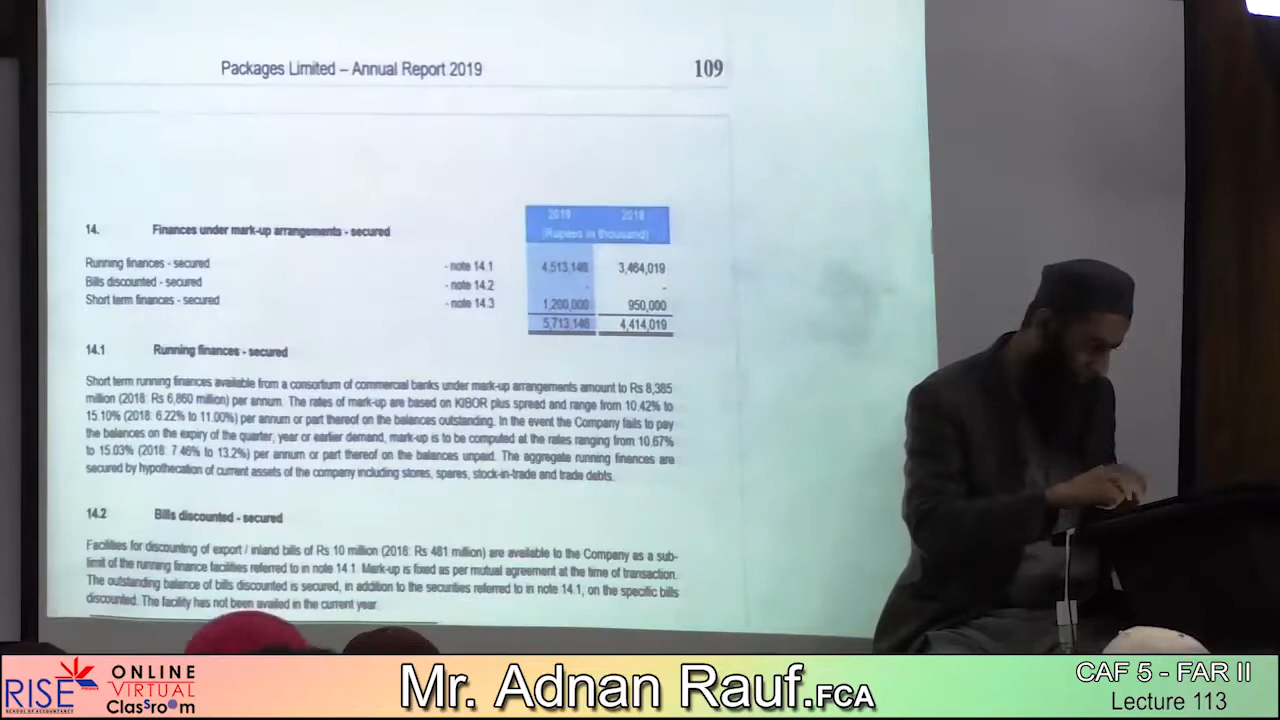 Packages Limited – Annual Report 2019 109
2019 2018
(Rupees in thousand)
14. Finances under mark-up arrangements - secured
Running finances - secured - note 14.1 4,513,146 3,464,019
Bills discounted - secured - note 14.2 - -
Short term finances - secured - note 14.3 1,200,000 950,000
5,713,146 4,414,019
14.1 Running finances - secured
Short term running finances available from a consortium of commercial banks under mark-up arrangements amount to Rs 8,385
million (2018: Rs 6,860 million) per annum. The rates of mark-up are based on KIBOR plus spread and range from 10.42% to
15.10% (2018: 6.22% to 11.00%) per annum or part thereof on the balances outstanding. In the event the Company fails to pay
the balances on the expiry of the quarter, year or earlier demand, mark-up is to be computed at the rates ranging from 10.67%
to 15.03% (2018: 7.46% to 13.2%) per annum or part thereof on the balances unpaid. The aggregate running finances are
secured by hypothecation of current assets of the company including stores, spares, stock-in-trade and trade debts.
14.2 Bills discounted - secured
Facilities for discounting of export / inland bills of Rs 10 million (2018: Rs 481 million) are available to the Company as a sub-
limit of the running finance facilities referred to in note 14.1. Mark-up is fixed as per mutual agreement at the time of transaction.
The outstanding balance of bills discounted is secured, in addition to the securities referred to in note 14.1, on the specific bills
discounted. The facility has not been availed in the current year.
RISE
SCHOOL OF ACCOUNTANCY
ONLINE
VIRTUAL
ClasSroom
Mr. Adnan Rauf.FCA
CAF 5 - FAR II
Lecture 113